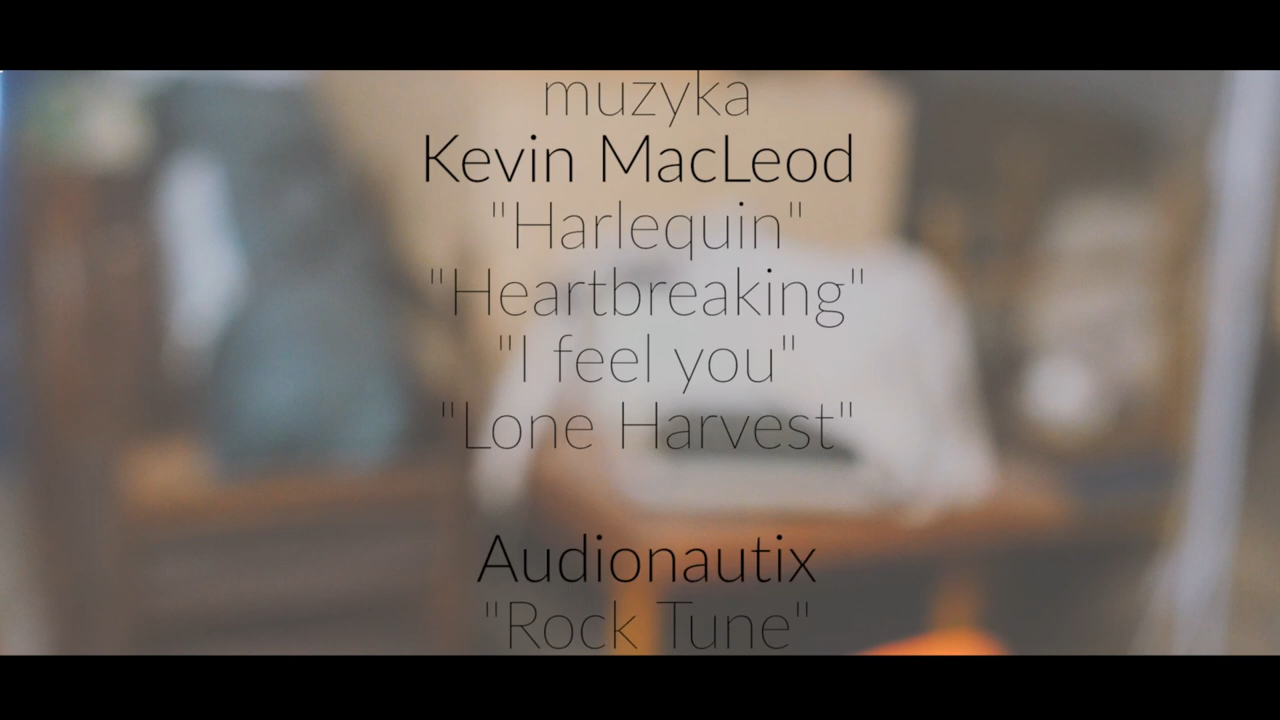 muzyka
Kevin MacLeod
"Harlequin"
"Heartbreaking"
"I feel you"
"Lone Harvest"
Audionautix
"Rock Tune"